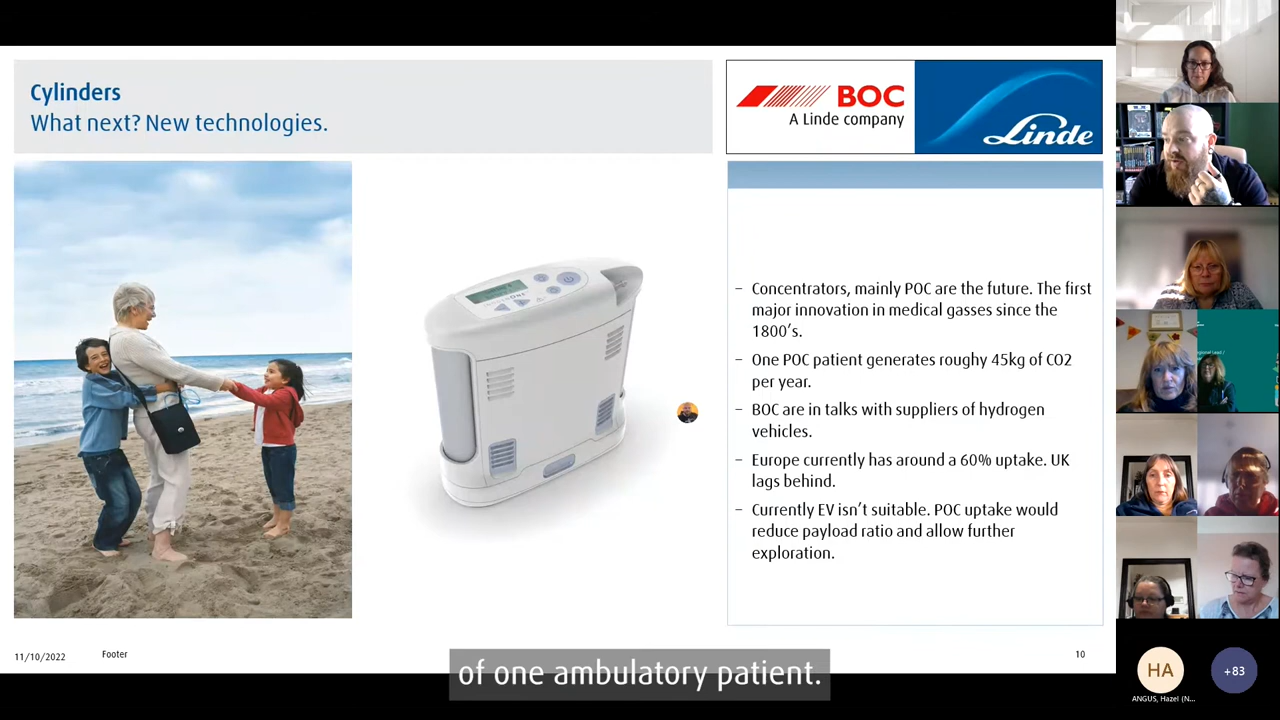 Cylinders
What next? New technologies.
BOC
A Linde company
Linde
– Concentrators, mainly POC are the future. The first
major innovation in medical gasses since the
1800's.
– One POC patient generates roughy 45kg of CO2
per year.
– BOC are in talks with suppliers of hydrogen
vehicles.
– Europe currently has around a 60% uptake. UK
lags behind.
– Currently EV isn't suitable. POC uptake would
reduce payload ratio and allow further
exploration.
11/10/2022
Footer
10
of one ambulatory patient.
HA
+83
ANGUS, Hazel (N...